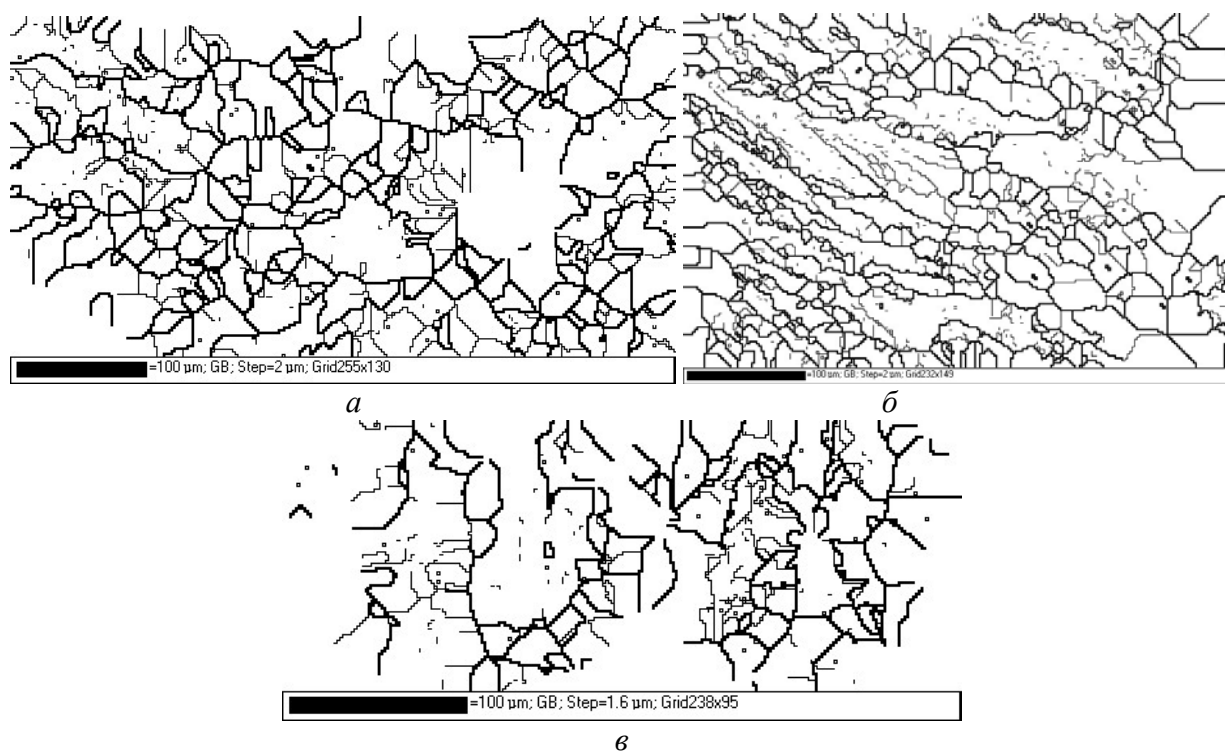 =100 µm; GB; Step=2 µm; Grid255x130
=100 µm; GB; Step=2 µm; Grid232x149
а
б
=100 µm; GB; Step=1.6 µm; Grid238x95
в